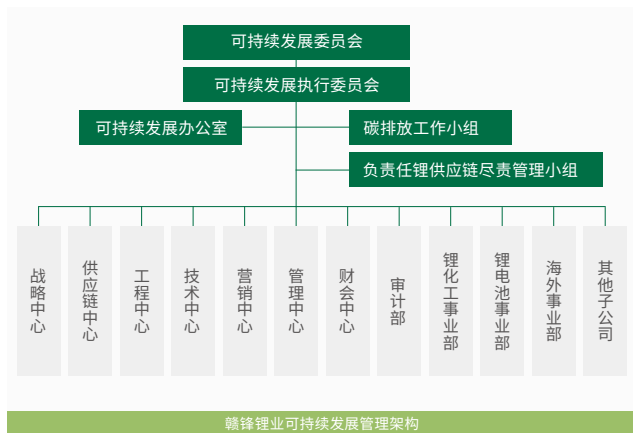 可持续发展委员会
可持续发展执行委员会
可持续发展办公室
碳排放工作小组
负责任锂供应链尽责管理小组
战略中心
供应链中心
工程中心
技术中心
营销中心
管理中心
财会中心
审计部
锂化工事业部
锂电池事业部
海外事业部
其他子公司
赣锋锂业可持续发展管理架构